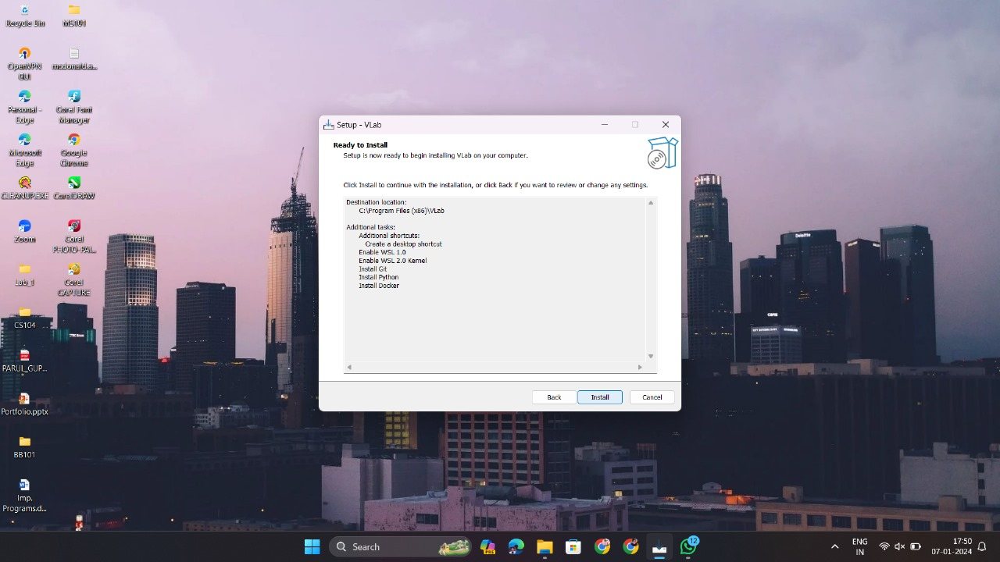 Recycle Bin
MS101
OpenVPN
GUI
mcdonald.a...
Personal -
Edge
Corel Font
Manager
Microsoft
Edge
Google
Chrome
CLEANUP.EXE
CorelDRAW
Zoom
Corel
PHOTO-PAI...
Lab_1
Corel
CAPTURE
CS104
PARUL_GUP...
Portfolio.pptx
BB101
Imp.
Programs.d...
Setup - VLab
Ready to Install
Setup is now ready to begin installing VLab on your computer.
Click Install to continue with the installation, or click Back if you want to review or change any settings.
Destination location:
C:\Program Files (x86)\VLab
Additional tasks:
Additional shortcuts:
Create a desktop shortcut
Enable WSL 1.0
Enable WSL 2.0 Kernel
Install Git
Install Python
Install Docker
Back
Install
Cancel
Deloitte
Search
PRE
12
ENG
IN
17:50
07-01-2024